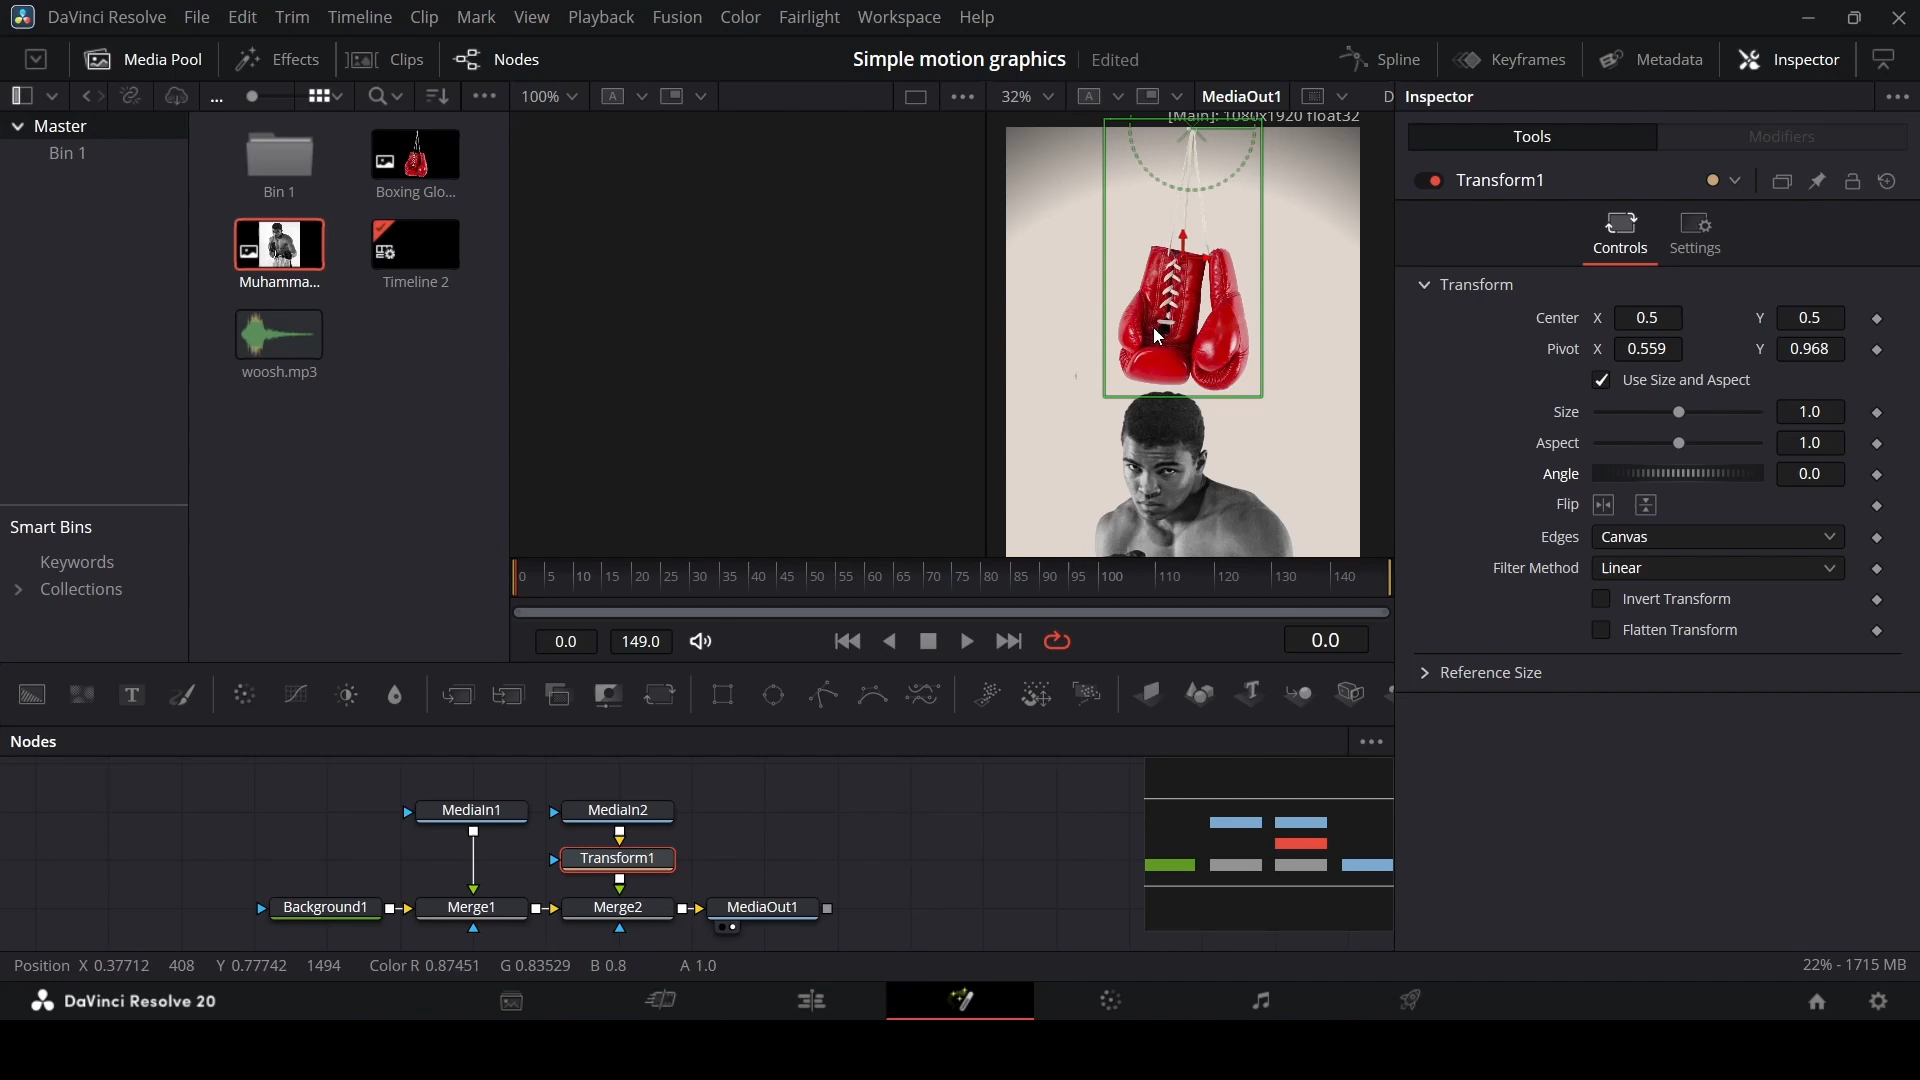 DaVinci Resolve File Edit Trim Timeline Clip Mark View Playback Fusion Color Fairlight Workspace Help
Media Pool Effects Clips Nodes Simple motion graphics Edited Spline Keyframes Metadata Inspector
100% A 32% A MediaOut1 D Inspector
Master
Bin 1
Bin 1
Boxing Glo...
Muhamma...
Timeline 2
woosh.mp3
Smart Bins
Keywords
Collections
[Main]: 1080x1920 float32
0 5 10 15 20 25 30 35 40 45 50 55 60 65 70 75 80 85 90 95 100 110 120 130 140
0.0 149.0 0.0
Tools Modifiers
Transform1
Controls Settings
Transform
Center X 0.5 Y 0.5
Pivot X 0.559 Y 0.968
Use Size and Aspect
Size 1.0
Aspect 1.0
Angle 0.0
Flip
Edges Canvas
Filter Method Linear
Invert Transform
Flatten Transform
Reference Size
T T
Nodes
MediaIn1 MediaIn2
Transform1
Background1 Merge1 Merge2 MediaOut1
Position X 0.37712 408 Y 0.77742 1494 Color R 0.87451 G 0.83529 B 0.8 A 1.0 22% - 1715 MB
DaVinci Resolve 20